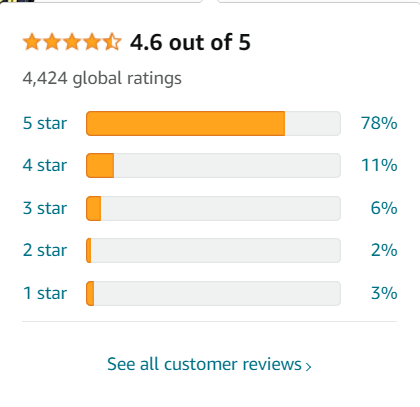 4.6 out of 5
4,424 global ratings
5 star 78%
4 star 11%
3 star 6%
2 star 2%
1 star 3%
See all customer reviews ›